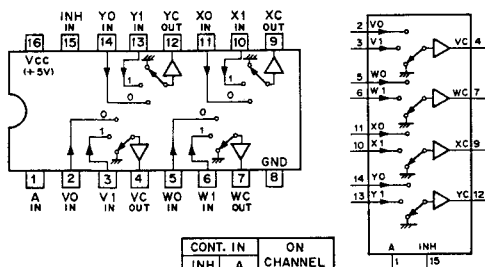 INH YO Y1 YC XO X1 XC
IN IN IN OUT IN IN OUT
16 15 14 13 12 11 10 9
VCC
(+5V)
1 1
0 0
0 0
1 1
GND
1 2 3 4 5 6 7 8
A VO V1 VC WO W1 WC
IN IN IN OUT IN IN OUT
2 VO
3 V1 VC 4
5 WO
6 W1 WC 7
11 XO
10 X1 XC 9
14 YO
13 Y1 YC 12
A INH
1 15
CONT. IN ON
INH A CHANNEL